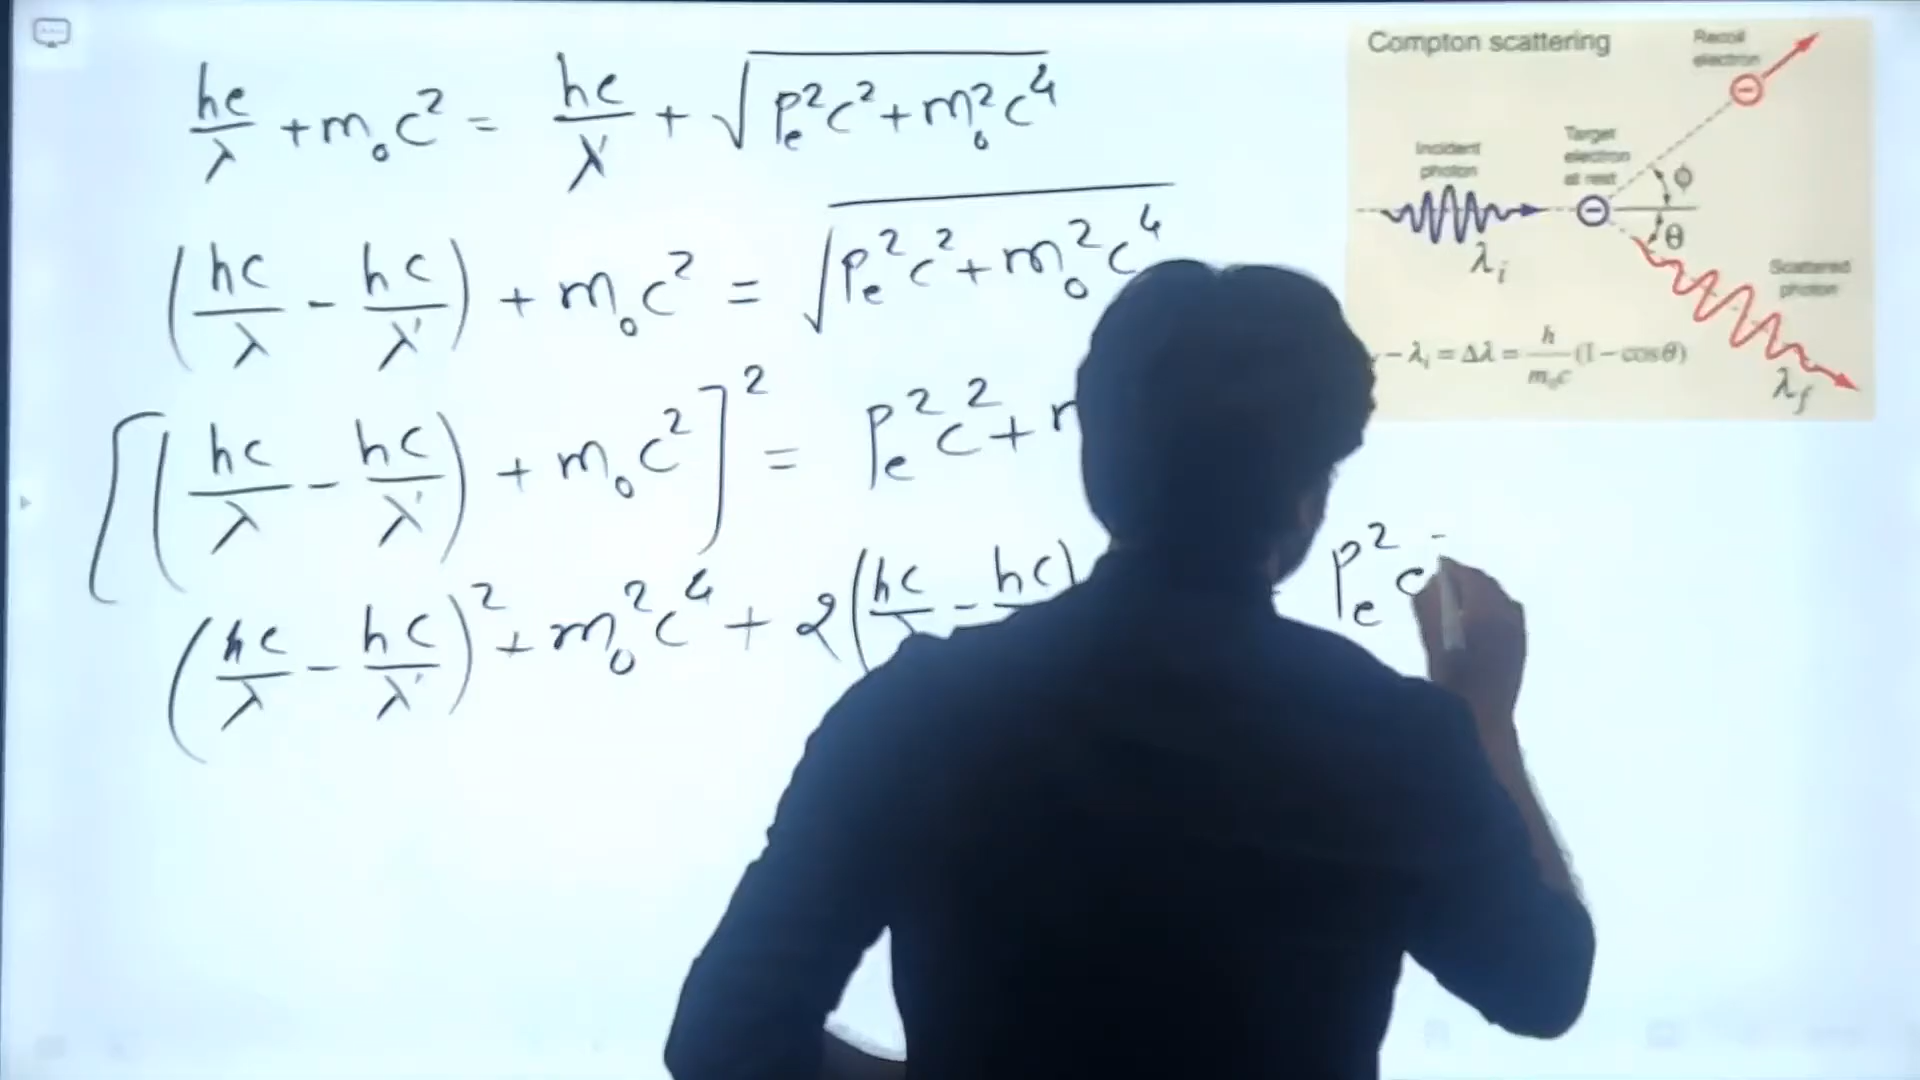 hc/λ + m₀c² = hc/λ' + √(Pₑ²c² + m₀²c⁴)
(hc/λ - hc/λ') + m₀c² = √(Pₑ²c² + m₀²c⁴)
[(hc/λ - hc/λ') + m₀c²]² = Pₑ²c² +
(hc/λ - hc/λ')² + m₀²c⁴ + 2(hc/λ - hc) Pₑ²c
Compton scattering
Recoil
electron
Incident
photon
Target
electron
at rest
ϕ
θ
λᵢ
Scattered
photon
- λᵢ = Δλ = h/m₀c (1 - cosθ)
λf